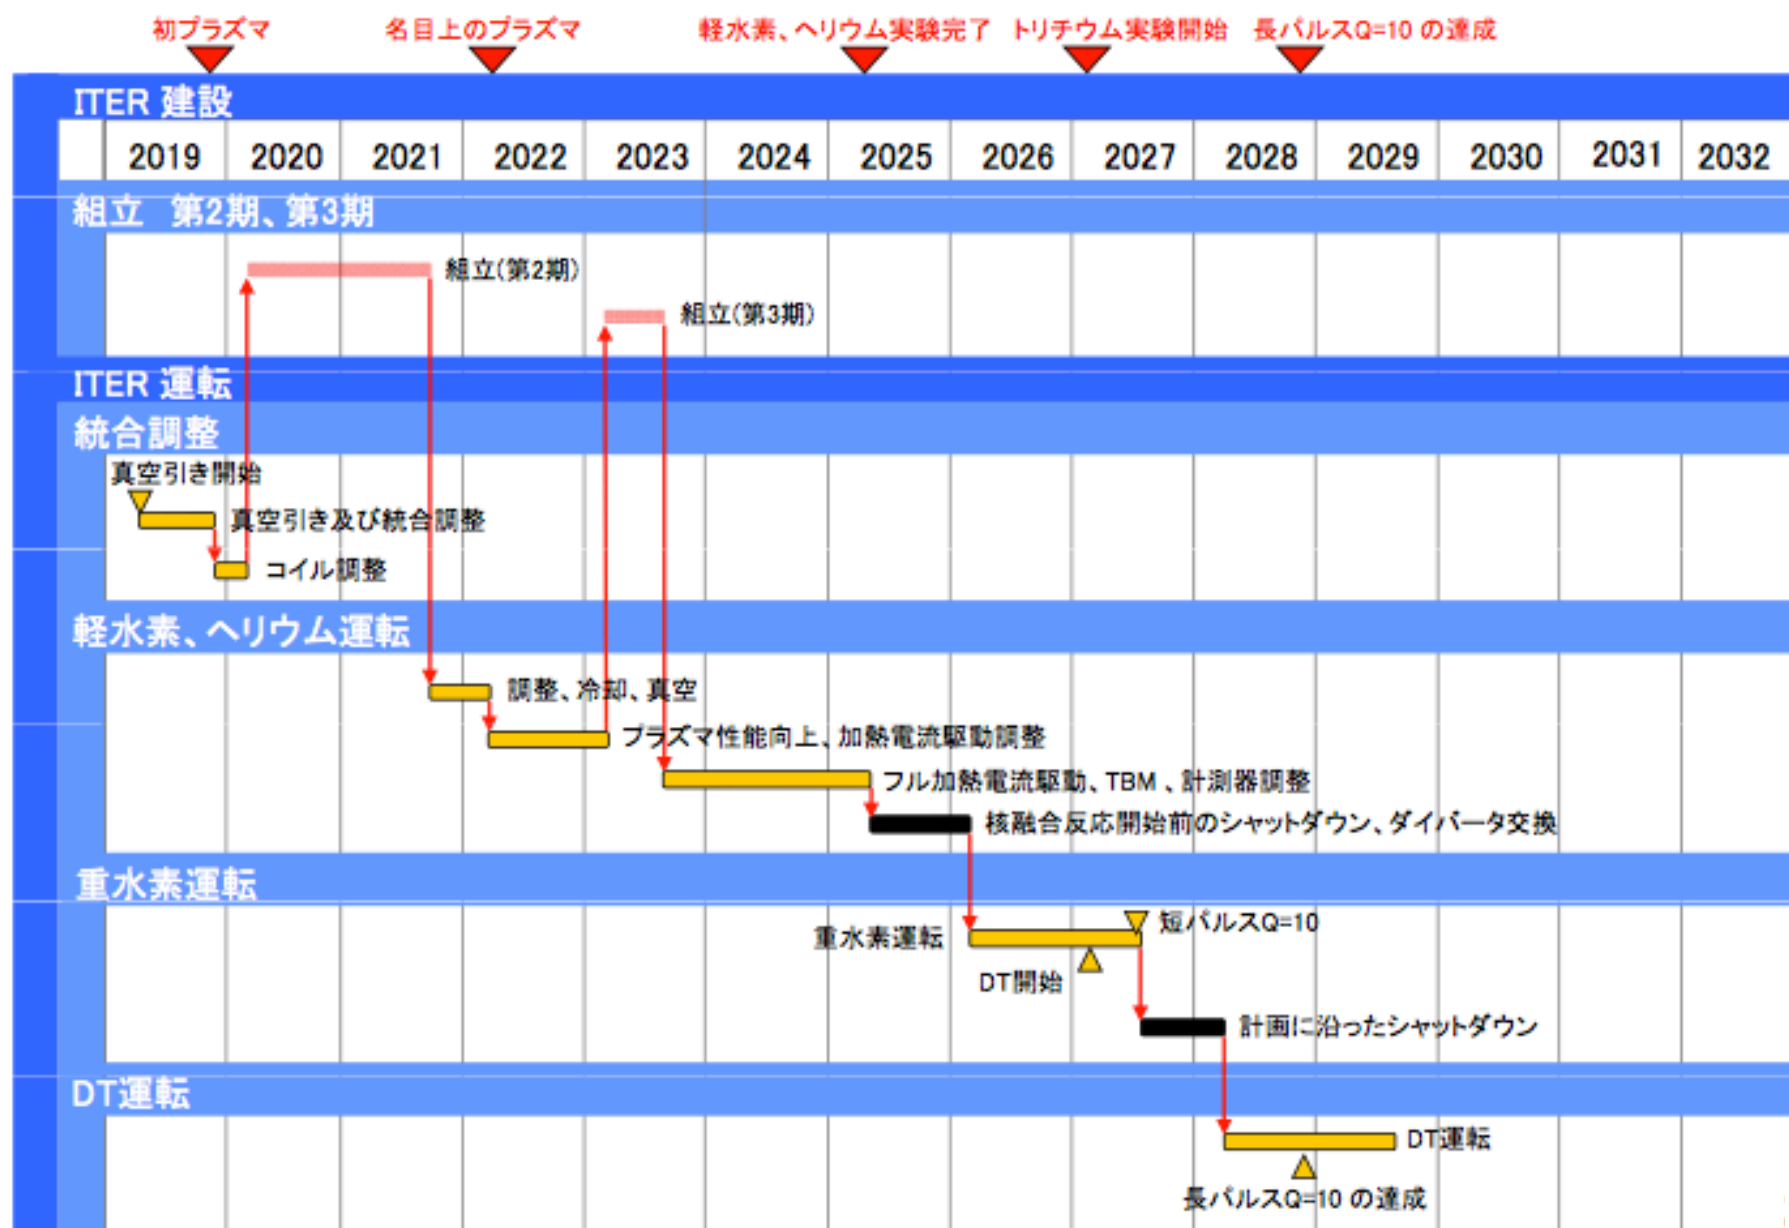 初プラズマ 名目上のプラズマ 軽水素、ヘリウム実験完了 トリチウム実験開始 長パルスQ=10 の達成
ITER 建設
2019 2020 2021 2022 2023 2024 2025 2026 2027 2028 2029 2030 2031 2032
組立 第2期、第3期
組立(第2期)
組立(第3期)
ITER 運転
統合調整
真空引き開始
真空引き及び統合調整
コイル調整
軽水素、ヘリウム運転
調整、冷却、真空
プラズマ性能向上、加熱電流駆動調整
フル加熱電流駆動、TBM 、計測器調整
核融合反応開始前のシャットダウン、ダイバータ交換
重水素運転
短パルスQ=10
重水素運転
DT開始
計画に沿ったシャットダウン
DT運転
DT運転
長パルスQ=10 の達成